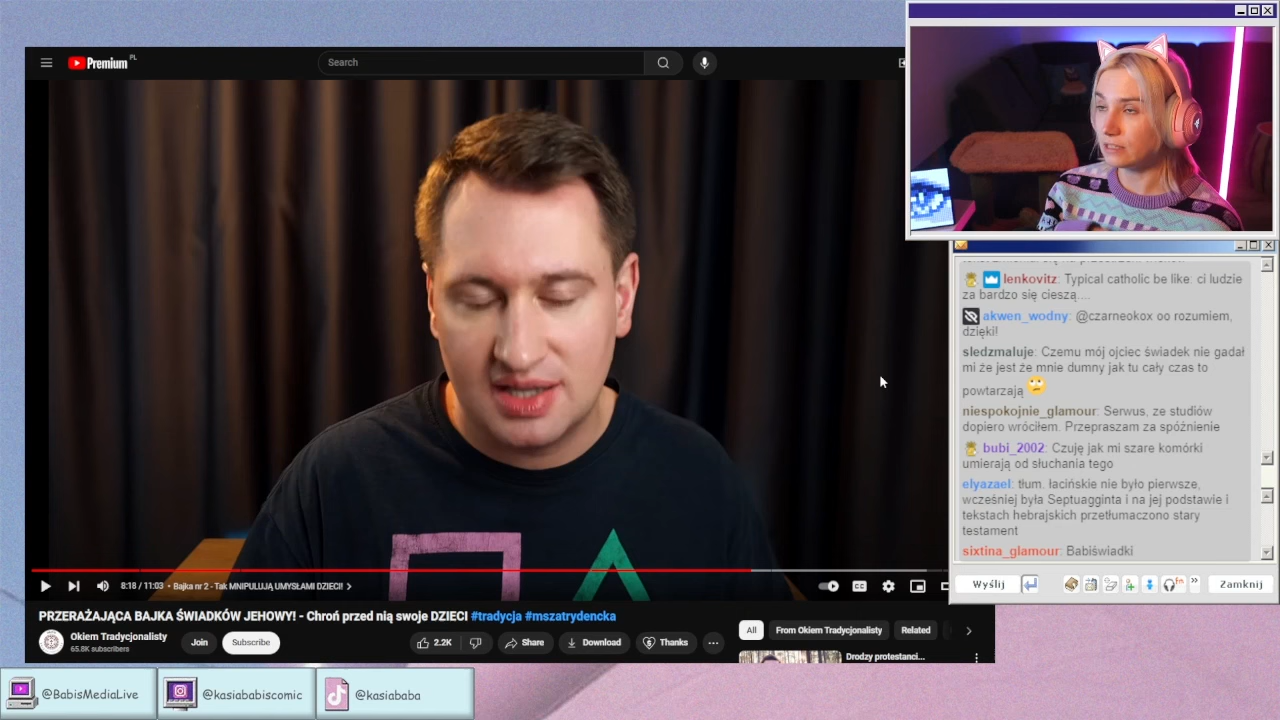 Premium PL
Search
8:18 / 11:03 • Bajka nr 2 - Tak MNIPULUJĄ UMYSŁAMI DZIECI!
PRZERAŻAJĄCA BAJKA ŚWIADKÓW JEHOWY! - Chroń przed nią swoje DZIECI #tradycja #mszatrydencka
Okiem Tradycjonalisty
65.8K subscribers
Join
Subscribe
2.2K
Share
Download
Thanks
All
From Okiem Tradycjonalisty
Related
Drodzy protestanci...
lenkovitz: Typical catholic be like: ci ludzie
za bardzo się cieszą....
akwen_wodny: @czarneokox oo rozumiem,
dzięki!
sledzmaluje: Czemu mój ojciec świadek nie gadał
mi że jest że mnie dumny jak tu cały czas to
powtarzają
niespokojnie_glamour: Serwus, ze studiów
dopiero wróciłem. Przepraszam za spóźnienie
bubi_2002: Czuję jak mi szare komórki
umierają od słuchania tego
elyazael: tłum. łacińskie nie było pierwsze,
wcześniej była Septuagginta i na jej podstawie i
tekstach hebrajskich przetłumaczono stary
testament
sixtina_glamour: Babiświadki
Wyślij
Zamknij
@BabisMediaLive
@kasiababiscomic
@kasiababa